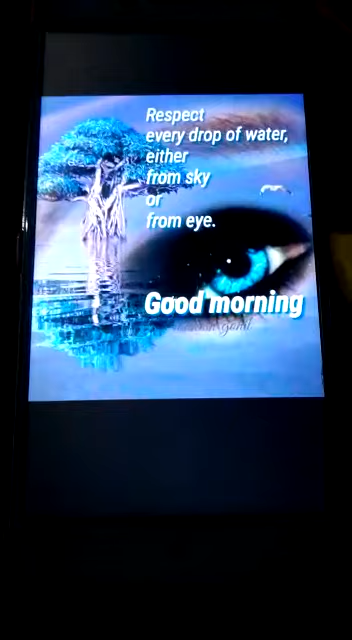 Respect
every drop of water,
either
from sky
or
from eye.
Good morning